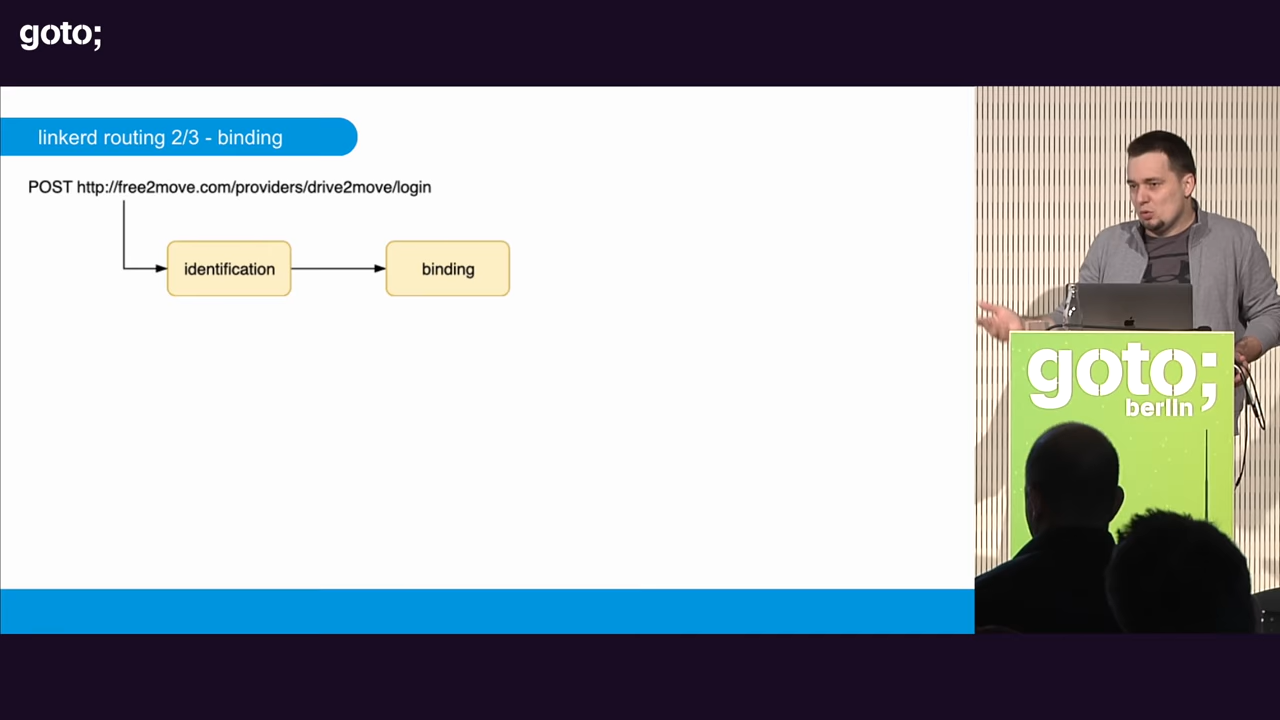 goto;
linkerd routing 2/3 - binding
POST http://free2move.com/providers/drive2move/login
identification
binding
goto;
berlin